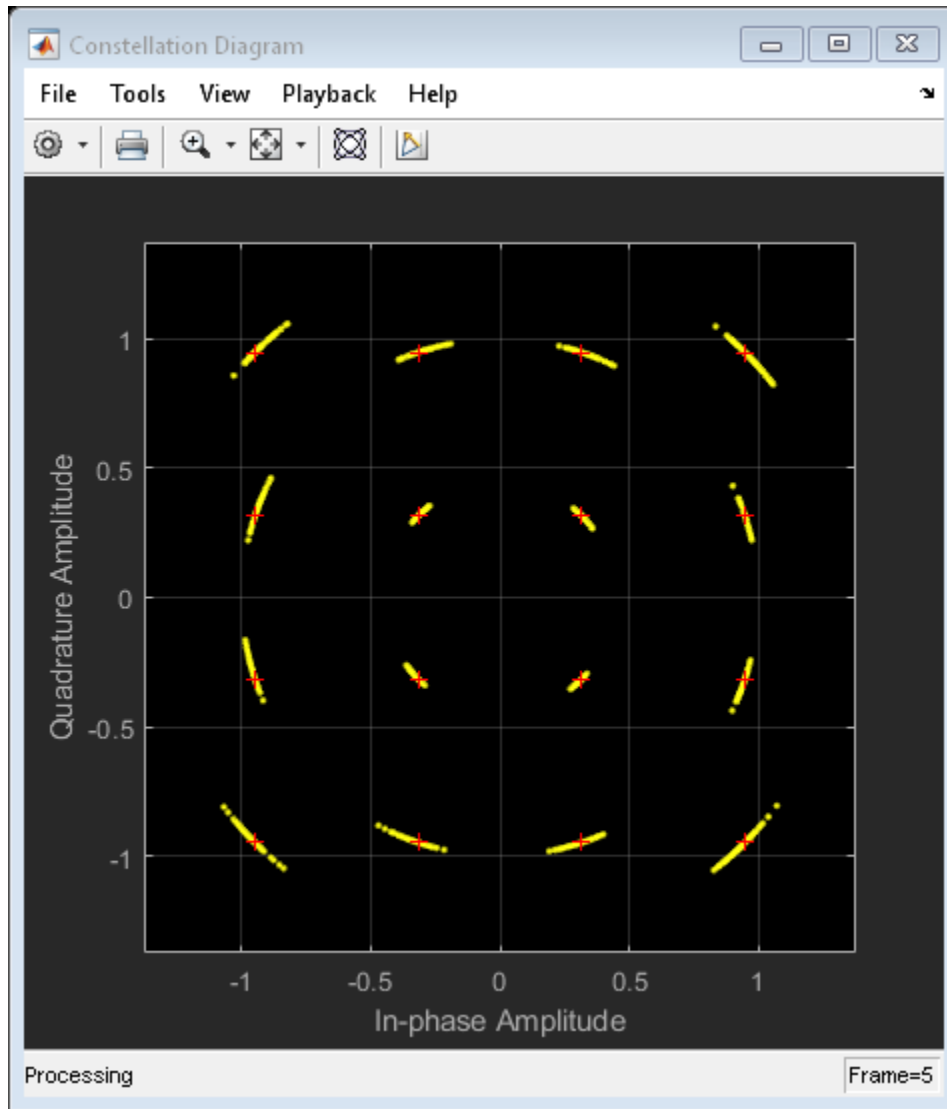 Constellation Diagram
File Tools View Playback Help
1
0.5
0
-0.5
-1
Quadrature Amplitude
-1 -0.5 0 0.5 1
In-phase Amplitude
Processing Frame=5